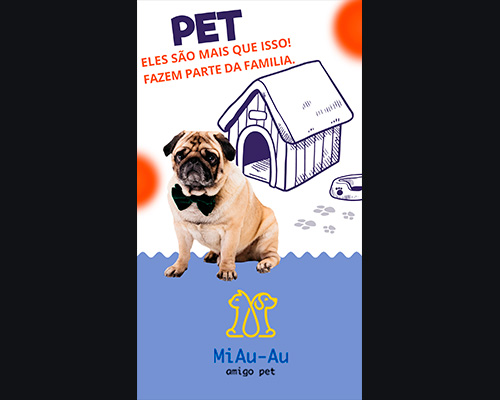 PET
ELES SÃO MAIS QUE ISSO!
FAZEM PARTE DA FAMILIA.
MiAu-Au
amigo pet